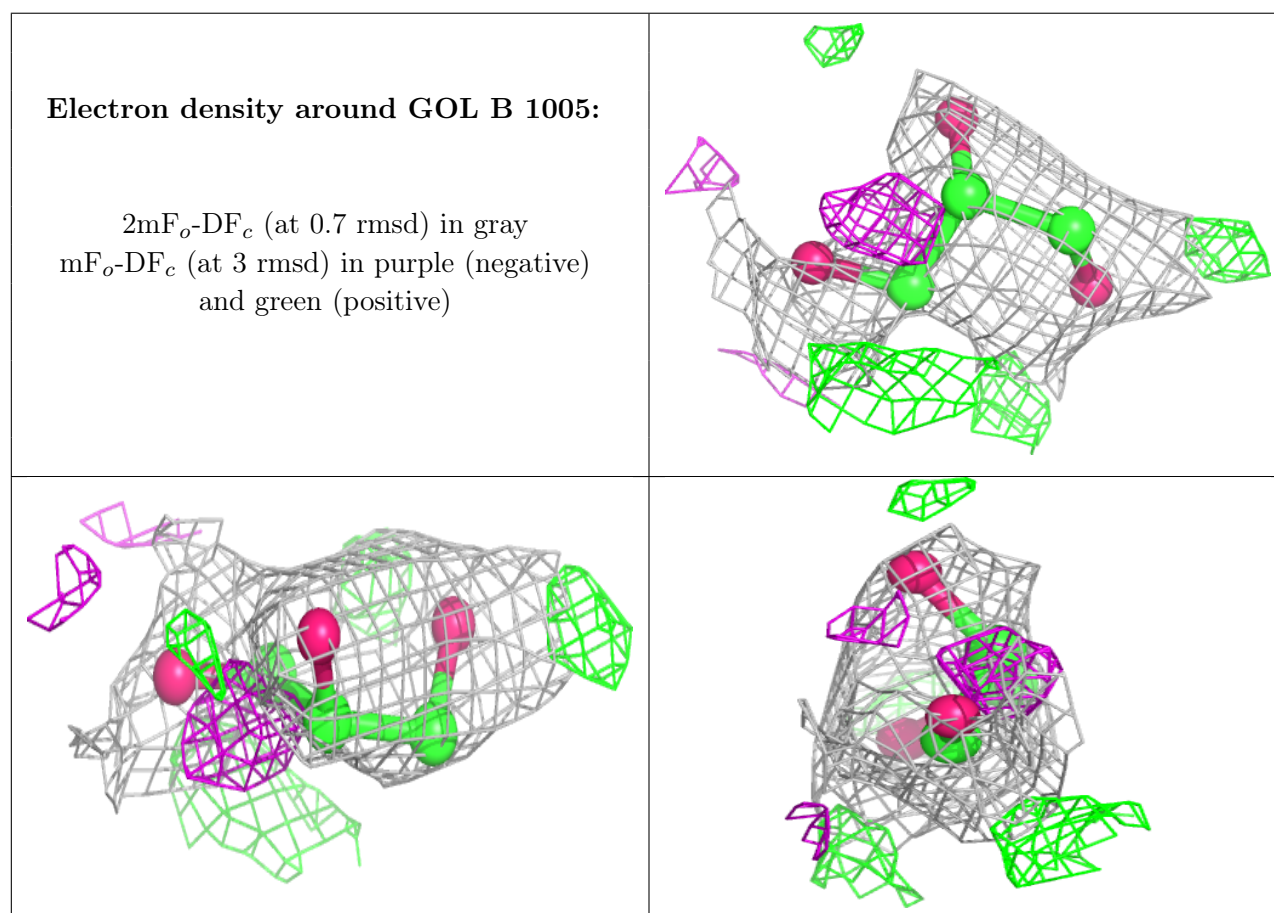 Electron density around GOL B 1005:
2mFo-DFc (at 0.7 rmsd) in gray
mFo-DFc (at 3 rmsd) in purple (negative)
and green (positive)